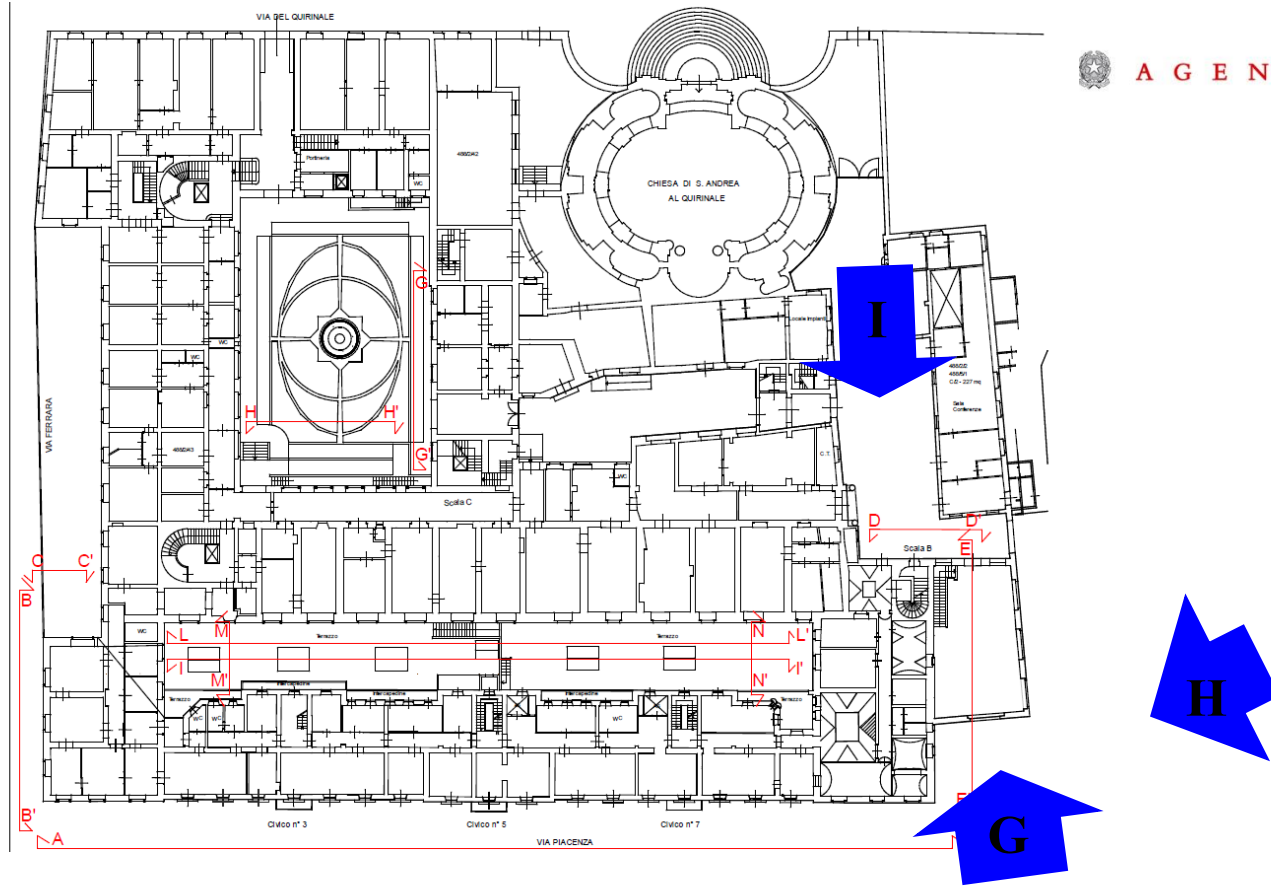 VIA DEL QUIRINALE
AGEN
Portineria
WC
CHIESA DI S. ANDREA
AL QUIRINALE
G
I
Locale Impianti
WC
WC
Sala
Conferenze
VIA FERRARA
H
H'
G'
C.T.
WC
Scala C
D
D'
Scala B
E
C'
B
WC
L
M
Terrazzo
Terrazzo
N
L'
I
I'
M'
N'
Terrazzo
Intercapedine
Intercapedine
Intercapedine
Terrazzo
WC
WC
WC
H
B'
A
Civico n° 3
Civico n° 5
Civico n° 7
VIA PIACENZA
G